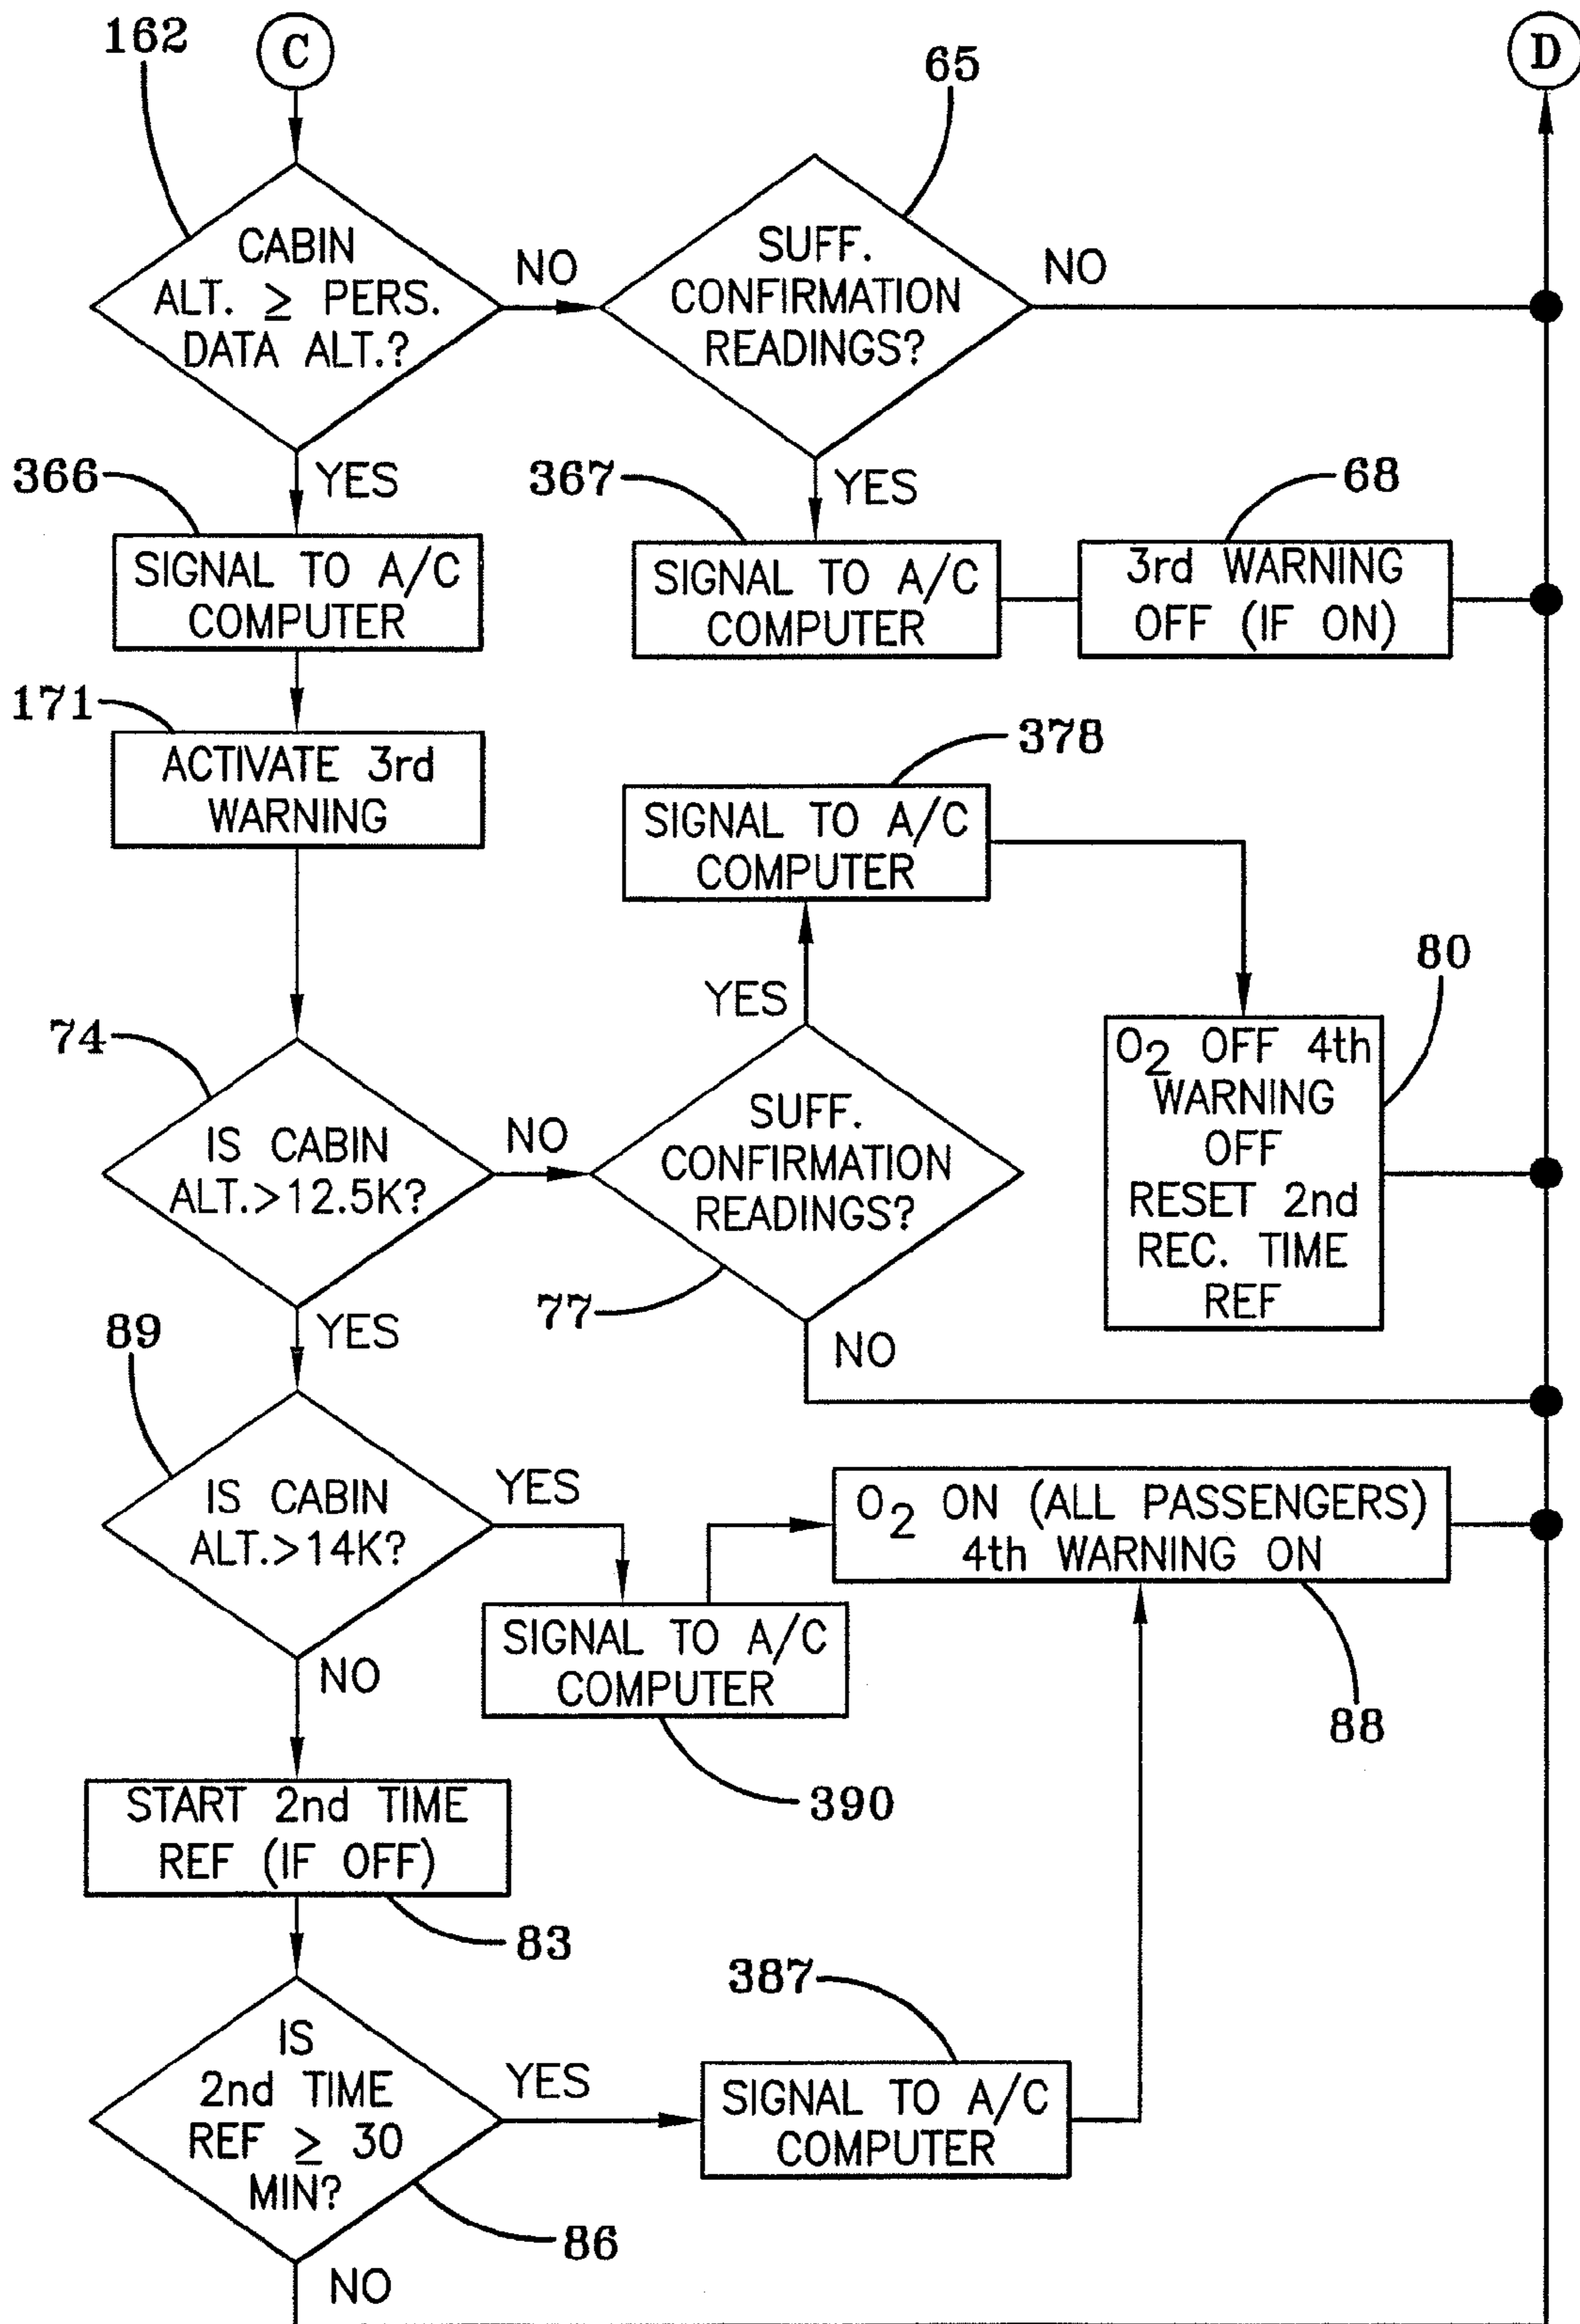 162
C
65
D
CABIN
ALT. ≥ PERS.
DATA ALT.?
NO
SUFF.
CONFIRMATION
READINGS?
NO
366
YES
367
YES
68
SIGNAL TO A/C
COMPUTER
SIGNAL TO A/C
COMPUTER
3rd WARNING
OFF (IF ON)
171
ACTIVATE 3rd
WARNING
378
SIGNAL TO A/C
COMPUTER
80
YES
74
O2 OFF 4th
WARNING
OFF
RESET 2nd
REC. TIME
REF
IS CABIN
ALT.>12.5K?
NO
SUFF.
CONFIRMATION
READINGS?
77
YES
NO
89
IS CABIN
ALT.>14K?
YES
O2 ON (ALL PASSENGERS)
4th WARNING ON
SIGNAL TO A/C
COMPUTER
NO
88
390
START 2nd TIME
REF (IF OFF)
83
387
IS
2nd TIME
REF ≥ 30
MIN?
YES
SIGNAL TO A/C
COMPUTER
86
NO